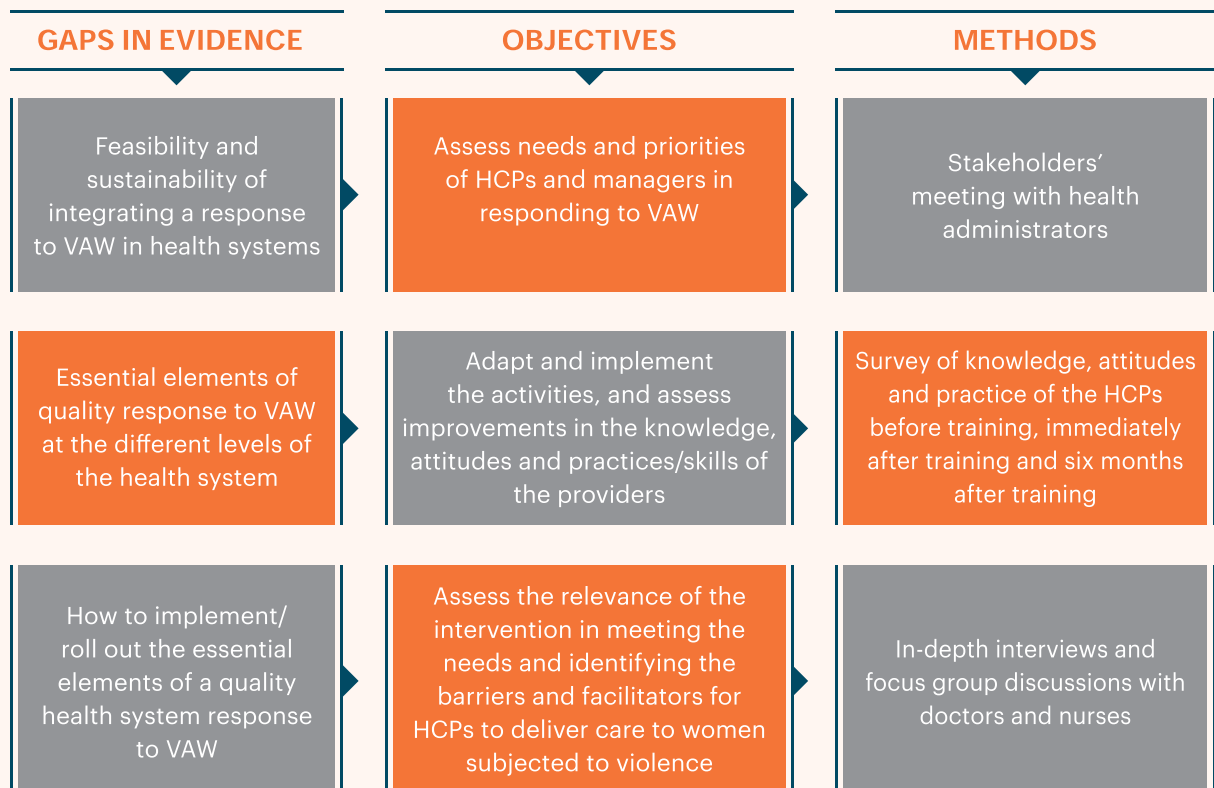 GAPS IN EVIDENCE
OBJECTIVES
METHODS
Feasibility and
sustainability of
integrating a response
to VAW in health systems
Assess needs and priorities
of HCPs and managers in
responding to VAW
Stakeholders’
meeting with health
administrators
Essential elements of
quality response to VAW
at the different levels of
the health system
Adapt and implement
the activities, and assess
improvements in the knowledge,
attitudes and practices/skills of
the providers
Survey of knowledge, attitudes
and practice of the HCPs
before training, immediately
after training and six months
after training
How to implement/
roll out the essential
elements of a quality
health system response
to VAW
Assess the relevance of the
intervention in meeting the
needs and identifying the
barriers and facilitators for
HCPs to deliver care to women
subjected to violence
In-depth interviews and
focus group discussions with
doctors and nurses